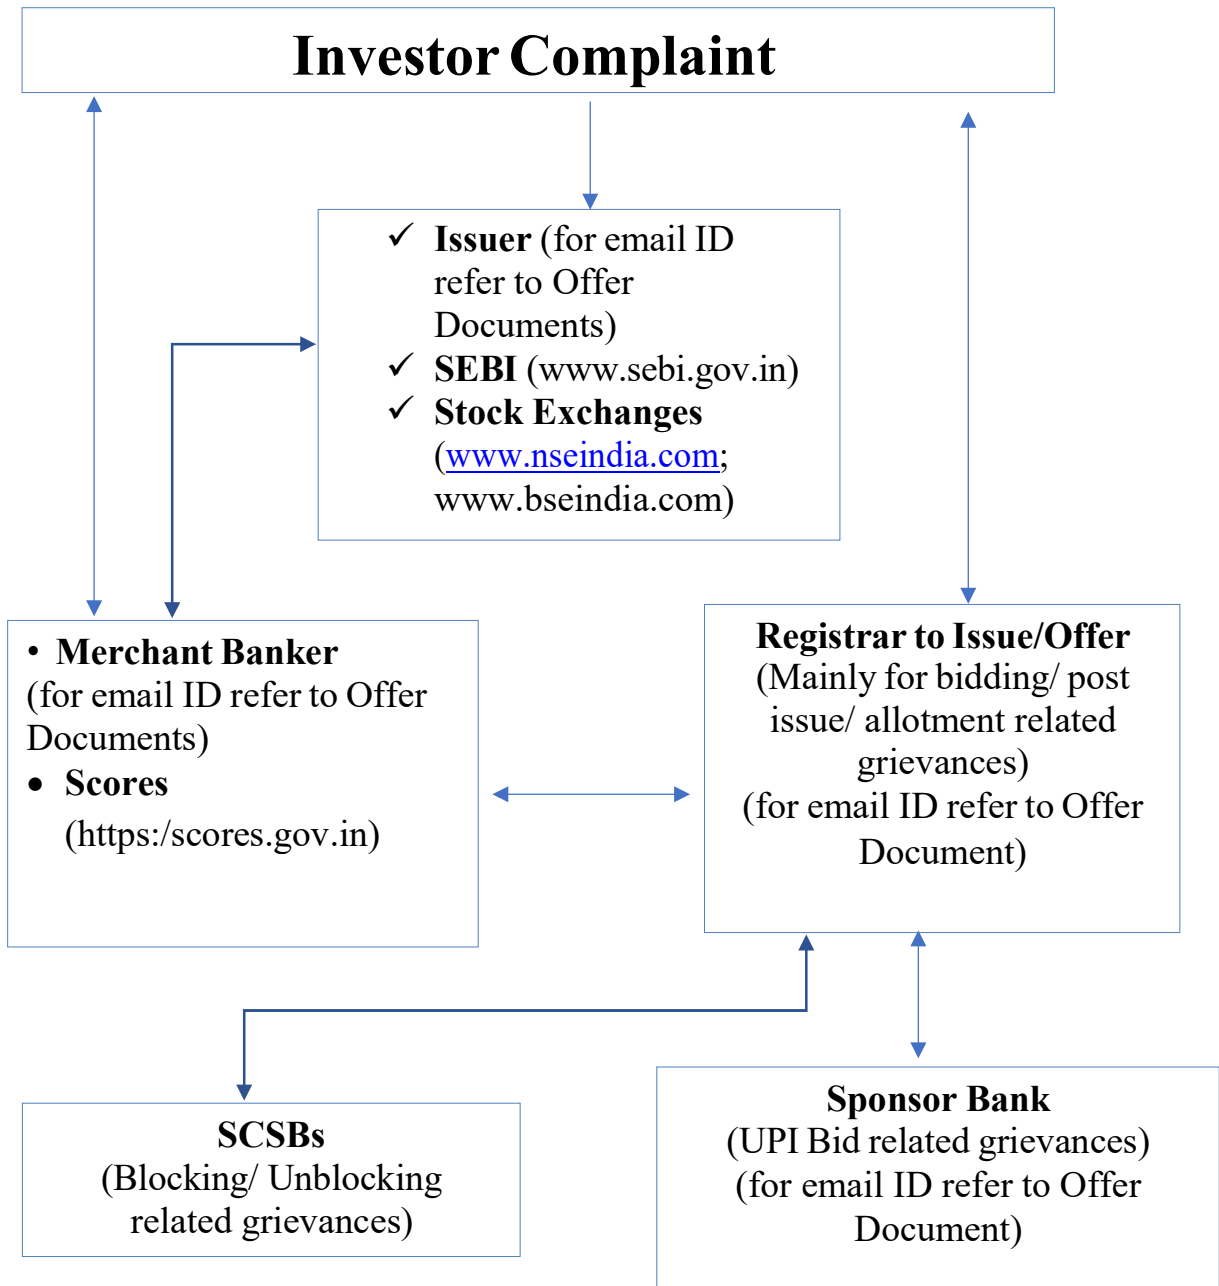 Investor Complaint
✓ Issuer (for email ID
refer to Offer
Documents)
✓ SEBI (www.sebi.gov.in)
✓ Stock Exchanges
(www.nseindia.com;
www.bseindia.com)
• Merchant Banker
(for email ID refer to Offer
Documents)
• Scores
(https:/scores.gov.in)
Registrar to Issue/Offer
(Mainly for bidding/ post
issue/ allotment related
grievances)
(for email ID refer to Offer
Document)
SCSBs
(Blocking/ Unblocking
related grievances)
Sponsor Bank
(UPI Bid related grievances)
(for email ID refer to Offer
Document)